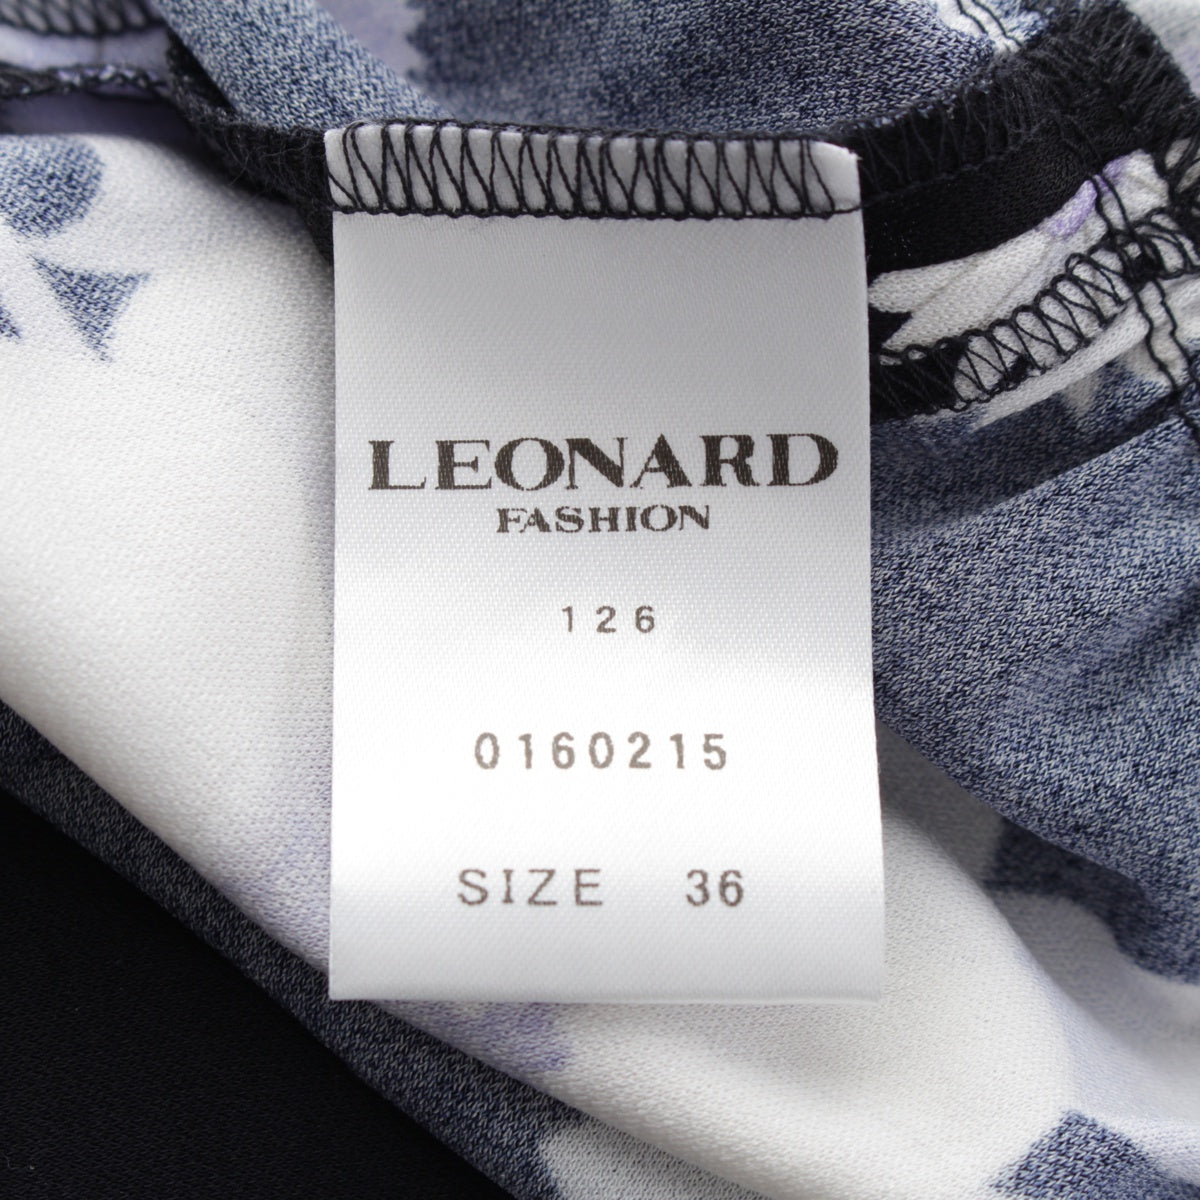 LEONARD
FASHION
126
0160215
SIZE 36